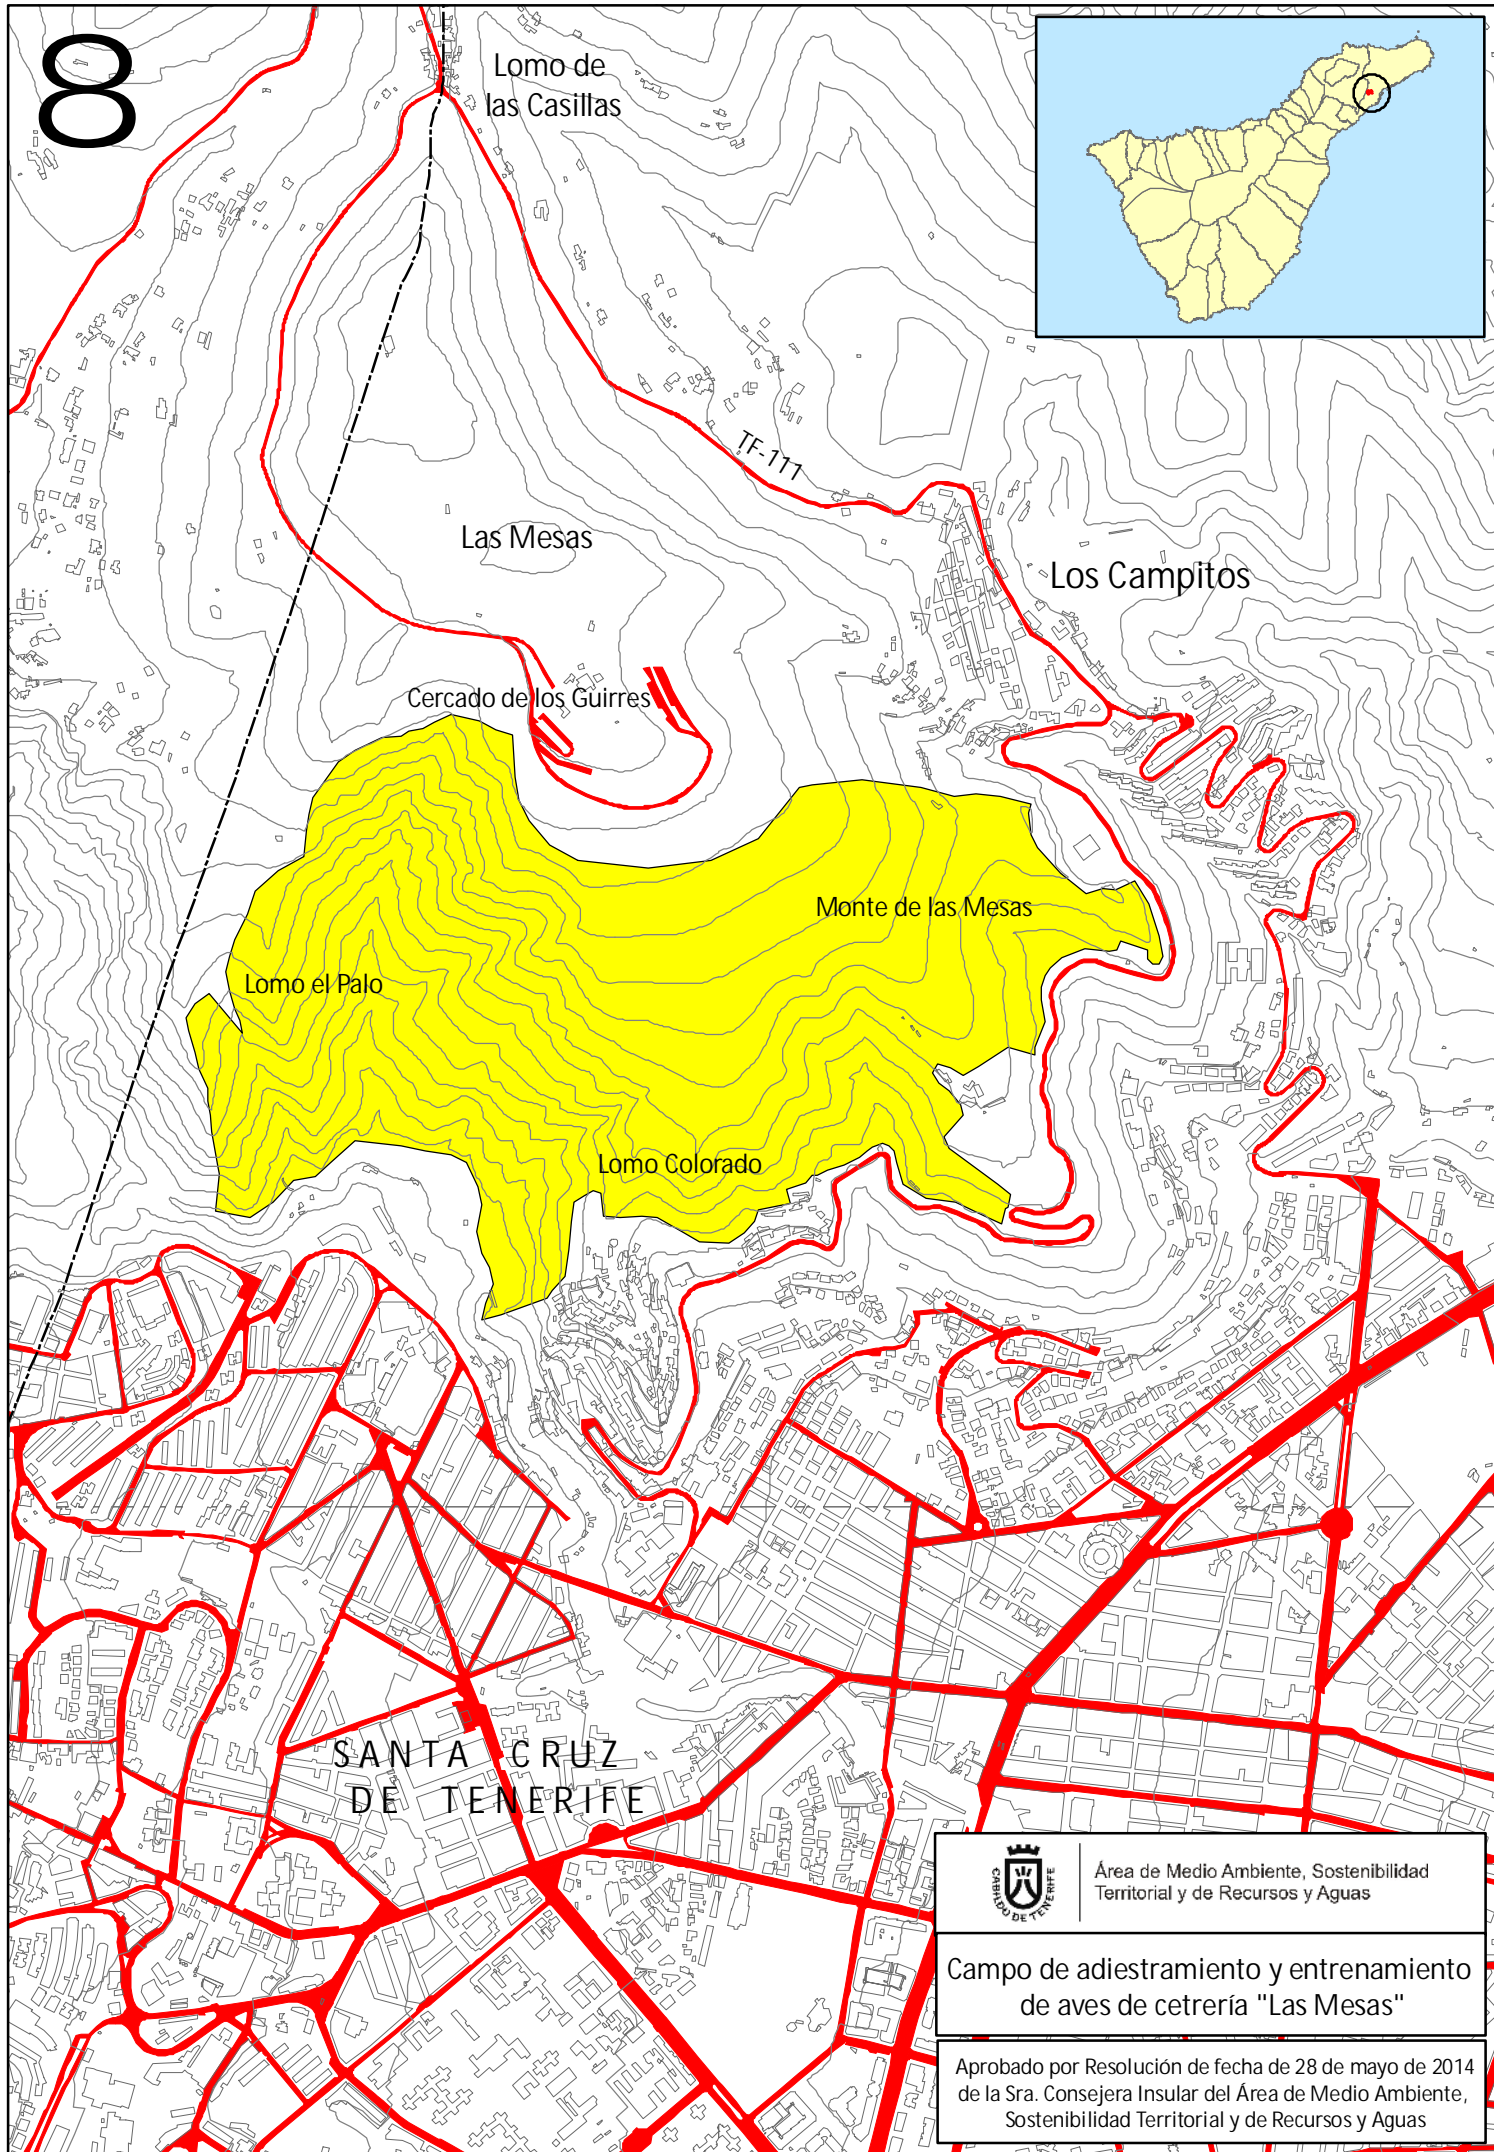 8
Lomo de
las Casillas
TF-111
Las Mesas
Los Campitos
Cercado de los Guirres
Monte de las Mesas
Lomo el Palo
Lomo Colorado
SANTA CRUZ
DE TENERIFE
CABILDO DE TENERIFE
Área de Medio Ambiente, Sostenibilidad
Territorial y de Recursos y Aguas
Campo de adiestramiento y entrenamiento
de aves de cetrería "Las Mesas"
Aprobado por Resolución de fecha de 28 de mayo de 2014
de la Sra. Consejera Insular del Área de Medio Ambiente,
Sostenibilidad Territorial y de Recursos y Aguas